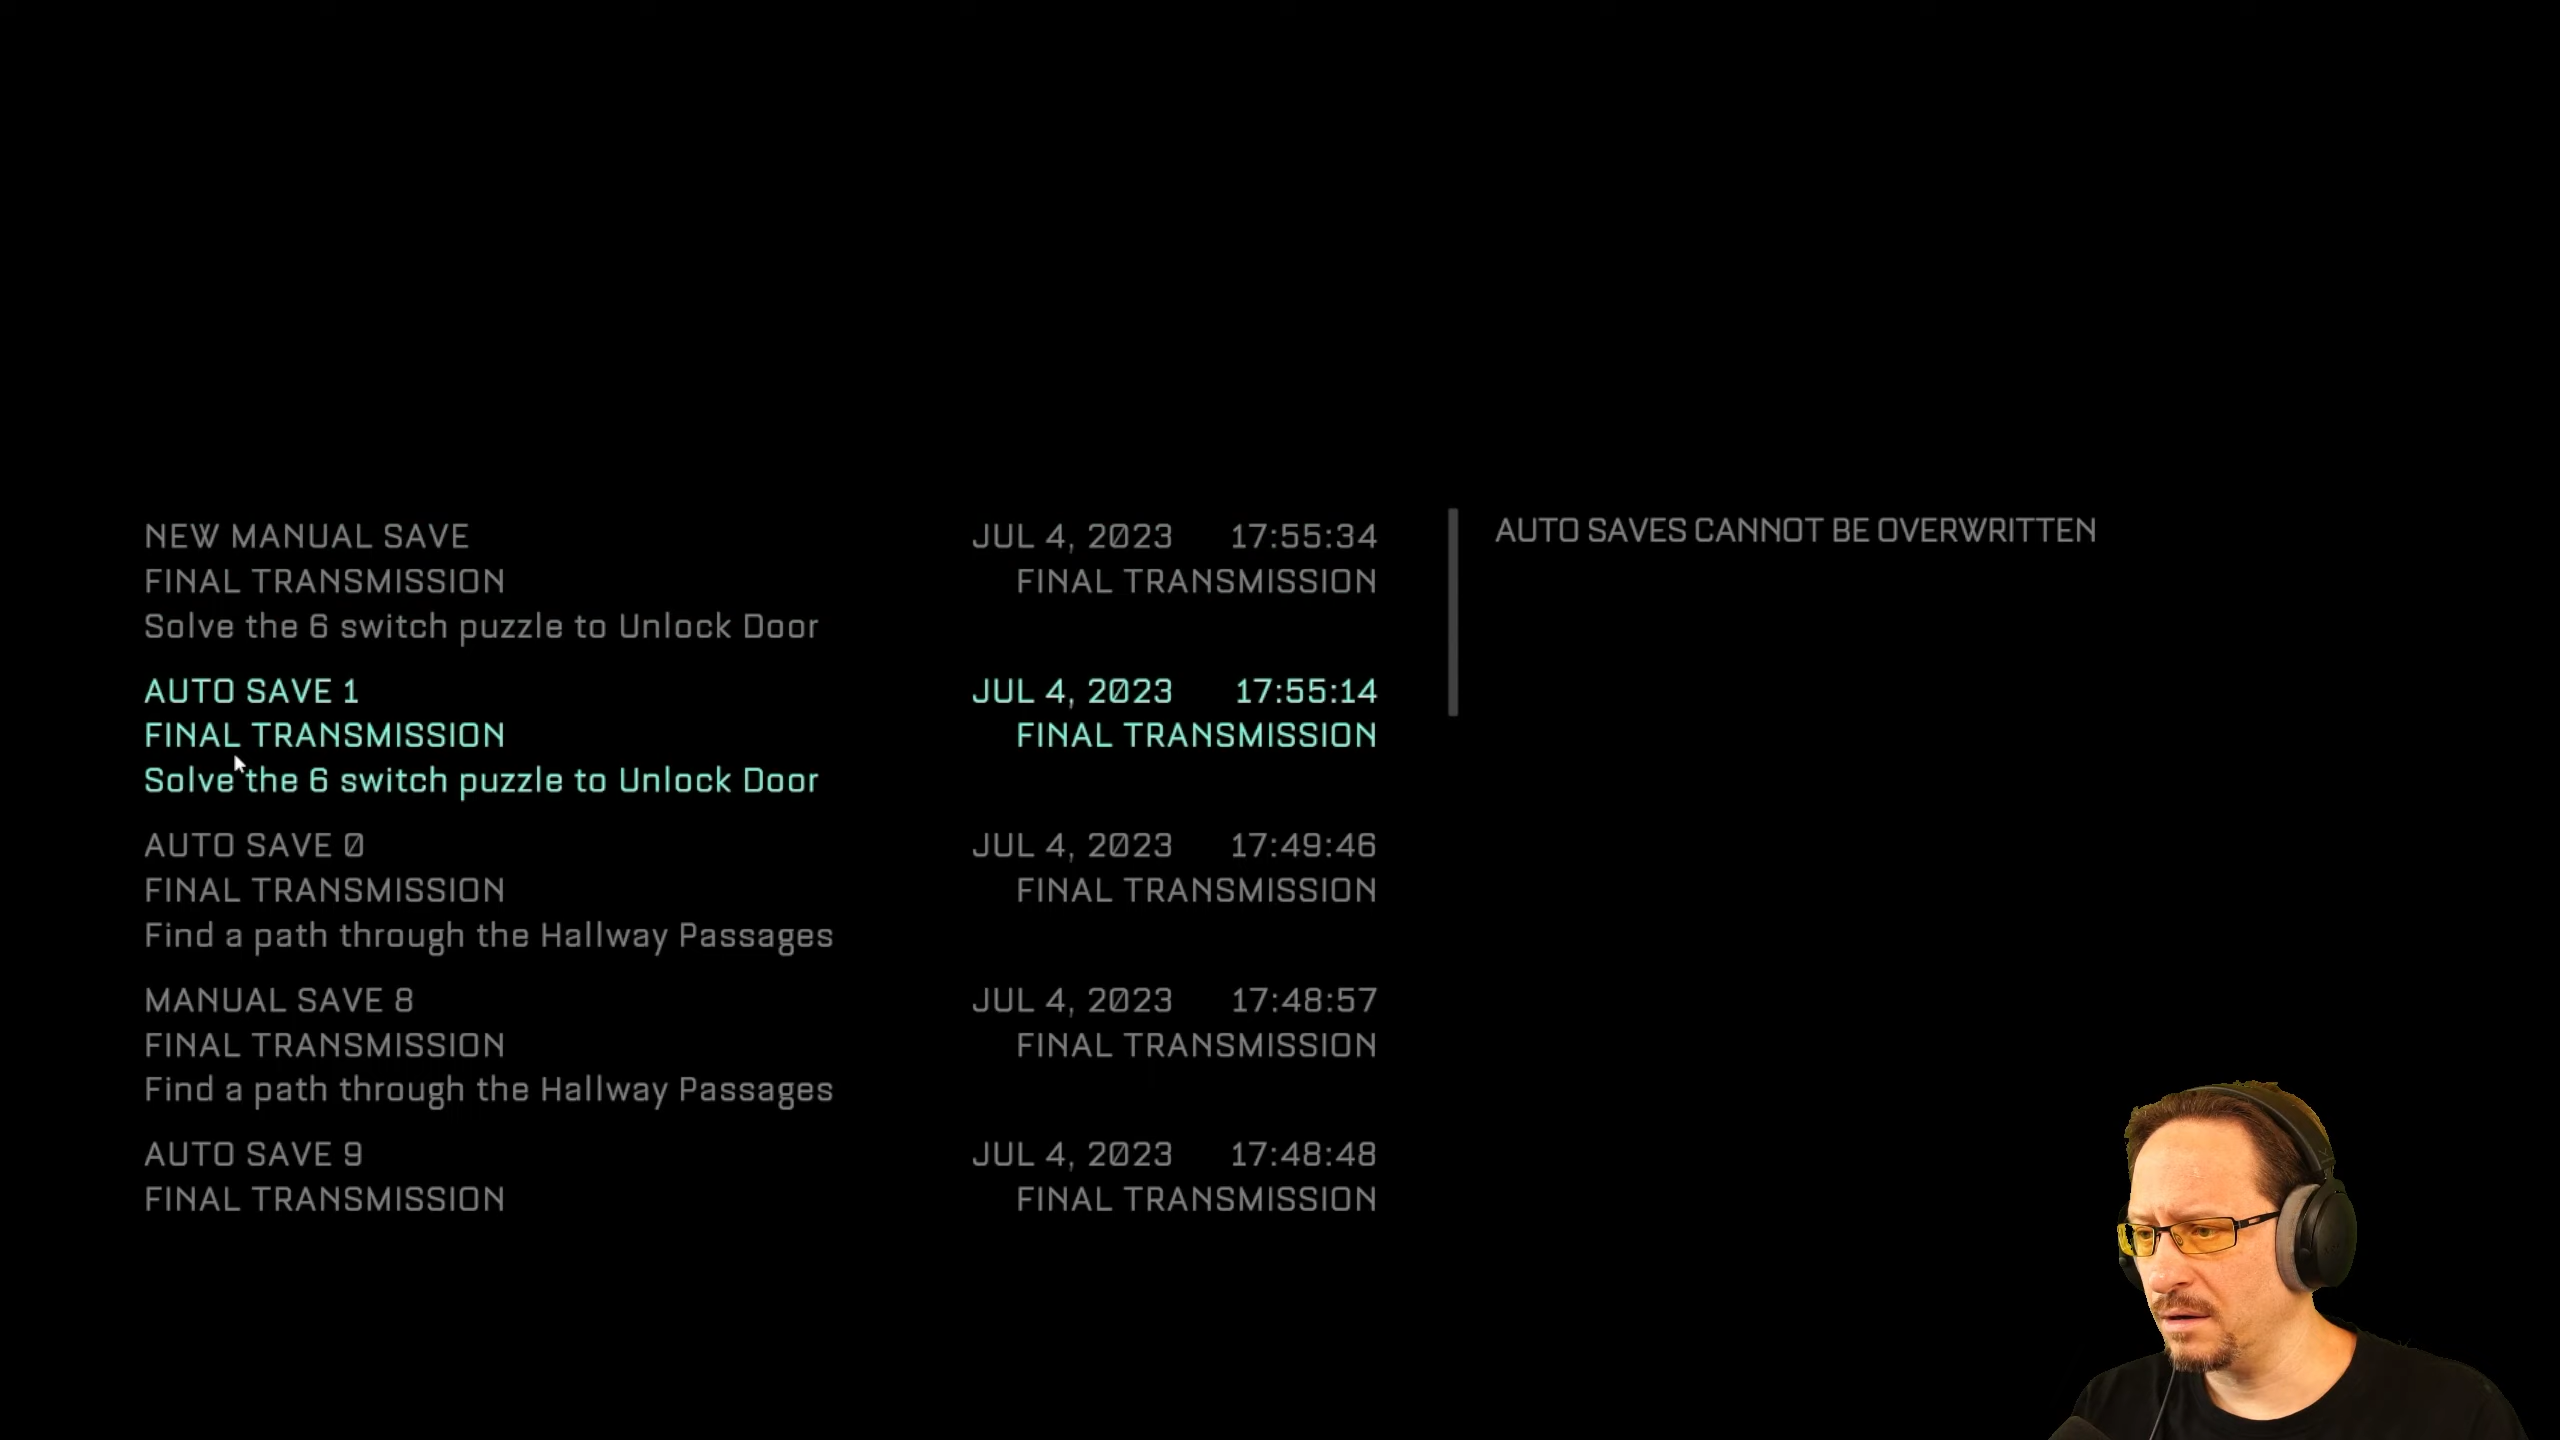 NEW MANUAL SAVE JUL 4, 2023 17:55:34
FINAL TRANSMISSION FINAL TRANSMISSION
Solve the 6 switch puzzle to Unlock Door
AUTO SAVE 1 JUL 4, 2023 17:55:14
FINAL TRANSMISSION FINAL TRANSMISSION
Solve the 6 switch puzzle to Unlock Door
AUTO SAVE 0 JUL 4, 2023 17:49:46
FINAL TRANSMISSION FINAL TRANSMISSION
Find a path through the Hallway Passages
MANUAL SAVE 8 JUL 4, 2023 17:48:57
FINAL TRANSMISSION FINAL TRANSMISSION
Find a path through the Hallway Passages
AUTO SAVE 9 JUL 4, 2023 17:48:48
FINAL TRANSMISSION FINAL TRANSMISSION
AUTO SAVES CANNOT BE OVERWRITTEN